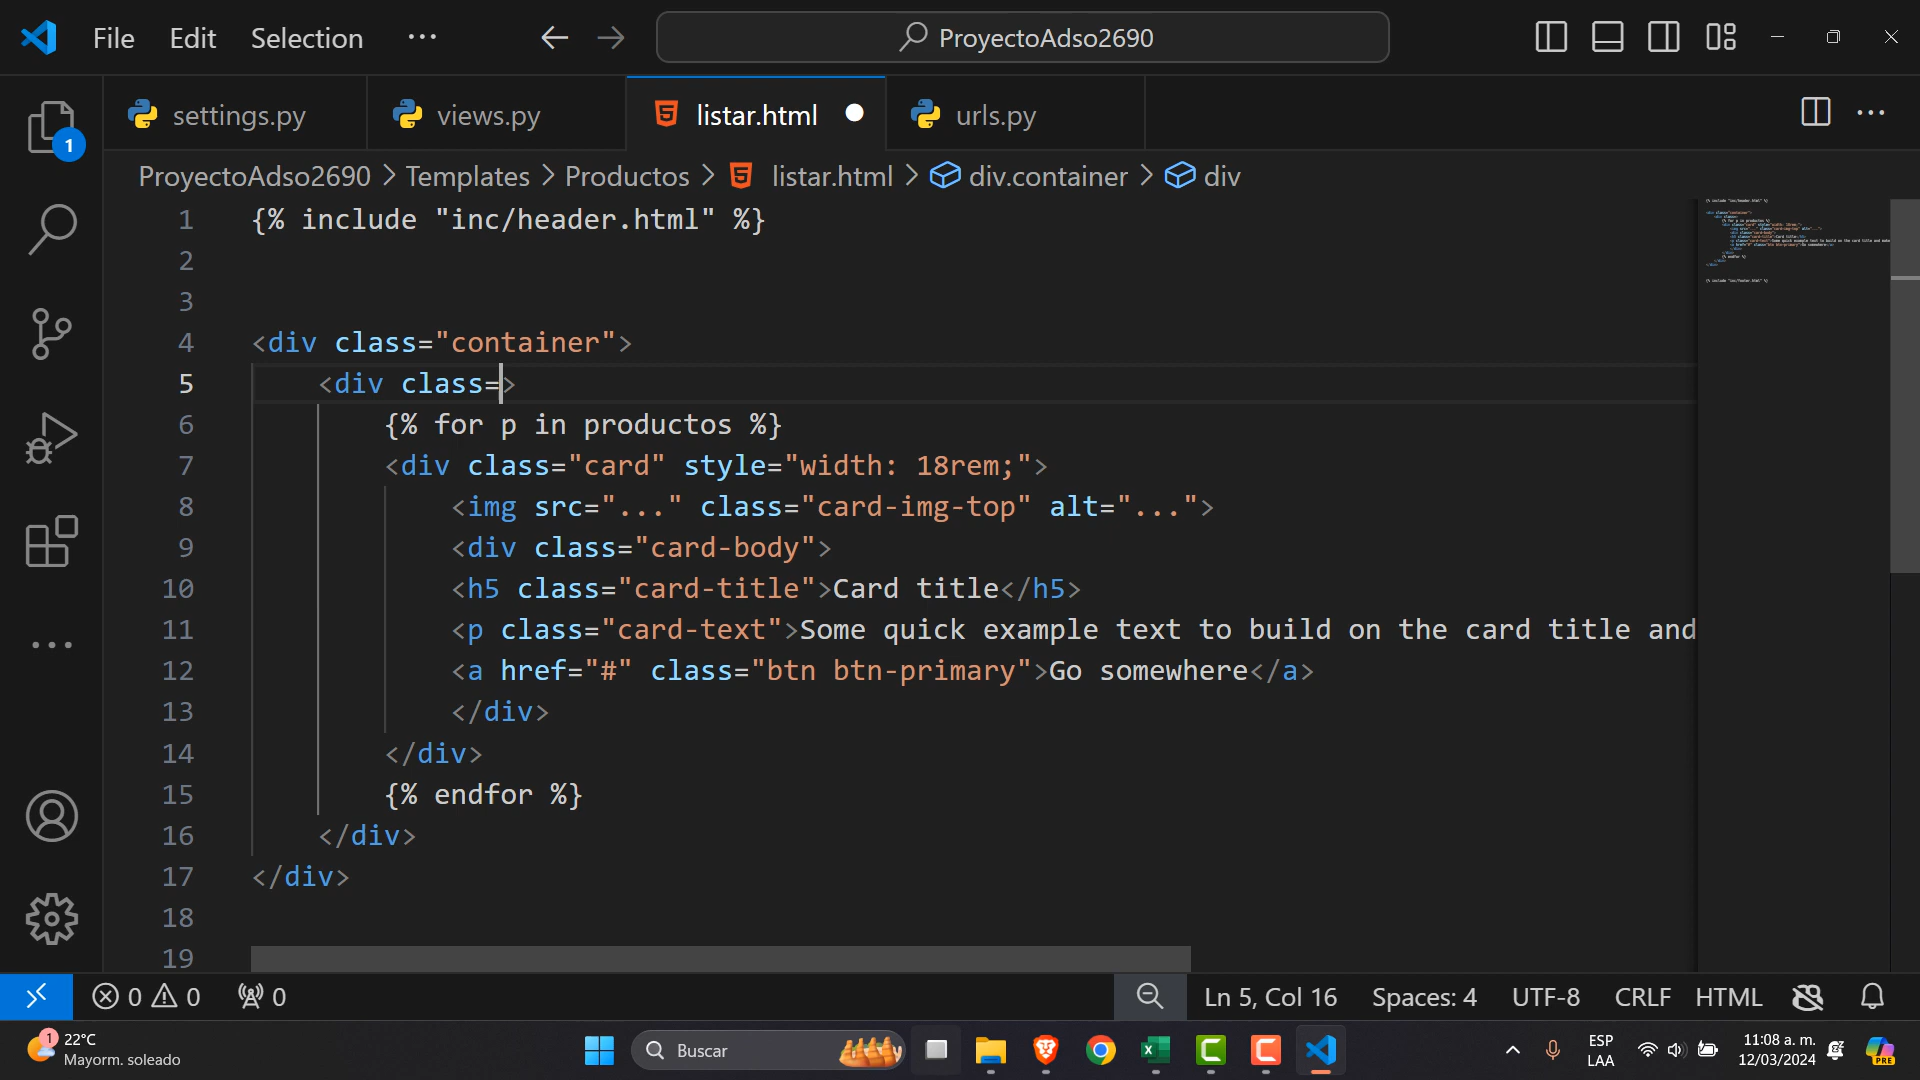 File Edit Selection ··· ProyectoAdso2690
settings.py views.py listar.html urls.py
1
ProyectoAdso2690 > Templates > Productos > listar.html > div.container > div
1 {% include "inc/header.html" %}
2
3
4 <div class="container">
5 <div class=>
6 {% for p in productos %}
7 <div class="card" style="width: 18rem;">
8 <img src="..." class="card-img-top" alt="...">
9 <div class="card-body">
10 <h5 class="card-title">Card title</h5>
11 <p class="card-text">Some quick example text to build on the card title and
12 <a href="#" class="btn btn-primary">Go somewhere</a>
13 </div>
14 </div>
15 {% endfor %}
16 </div>
17 </div>
18
19
0 0 0 Ln 5, Col 16 Spaces: 4 UTF-8 CRLF HTML
1 22°C
Mayorm. soleado
Buscar
ESP
LAA
11:08 a. m.
12/03/2024
PRE